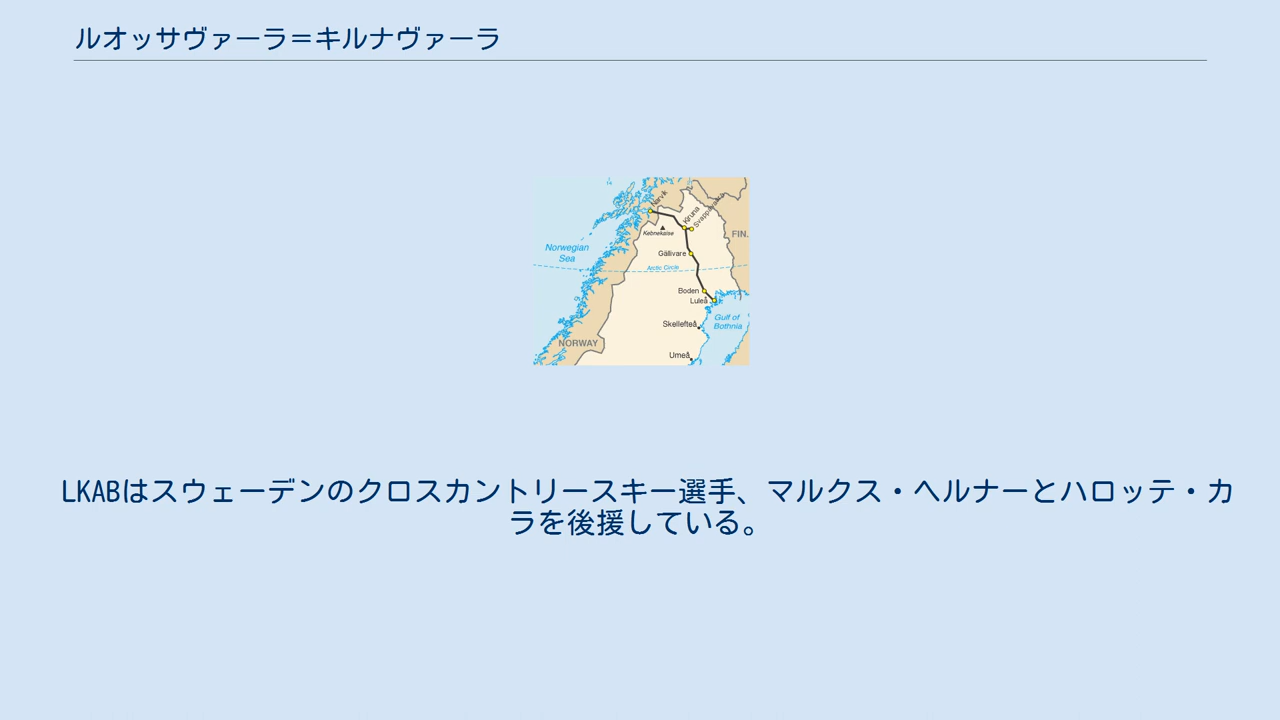 ルオッサヴァーラ＝キルナヴァーラ
Narvik
Kiruna
Svappavaara
Kebnekaise
FIN.
Norwegian
Sea
Gällivare
Arctic Circle
Boden
Luleå
Gulf of
Bothnia
Skellefteå
NORWAY
Umeå
LKABはスウェーデンのクロスカントリースキー選手、マルクス・ヘルナーとハロッテ・カ
ラを後援している。